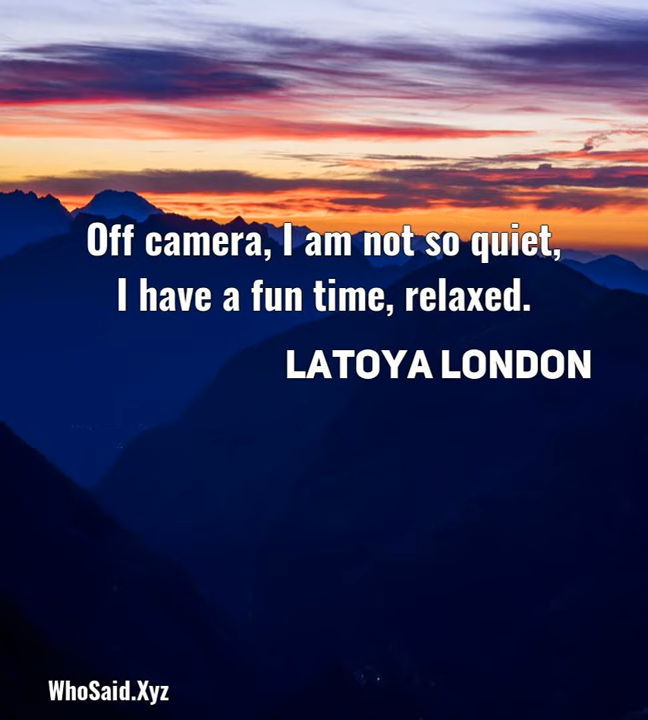 Off camera, I am not so quiet,
I have a fun time, relaxed.
LATOYA LONDON
WhoSaid.Xyz